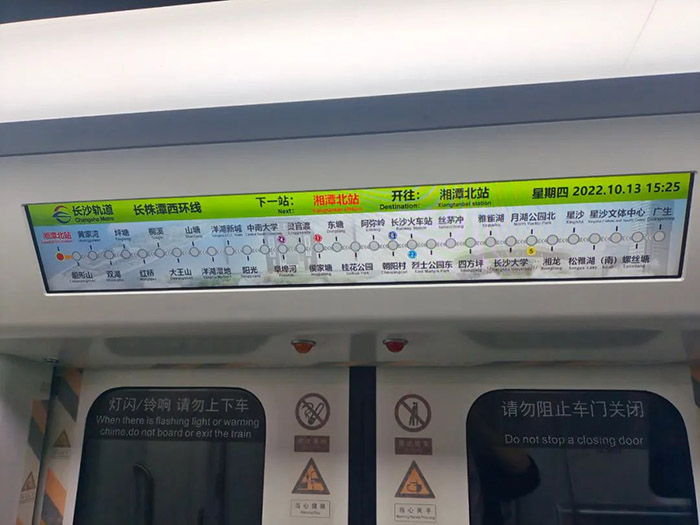 长沙轨道 长株潭西环线 下一站： 湘潭北站 开往： 湘潭北站 星期四 2022.10.13 15:25
Changsha Metro Next: Xiangtanbei station Destination: Xiangtanbei station
湘潭北站 黄家河 坪塘 桐溪 山塘 洋湖新城 中南大学 灵官渡 东塘 阿弥岭 长沙火车站 丝茅冲 雅雀湖 月湖公园北 星沙 星沙文体中心 广生
双湖 红桥 大王山 洋湖湿地 阳光 阜埠河 侯家塘 桂花公园 朝阳村 烈士公园东 四方坪 长沙大学 湘龙 松雅湖（南） 螺丝塘
灯闪/铃响 请勿上下车
When there is flashing light or warning
chime,do not board or exit the train
请勿阻止车门关闭
Do not stop a closing door